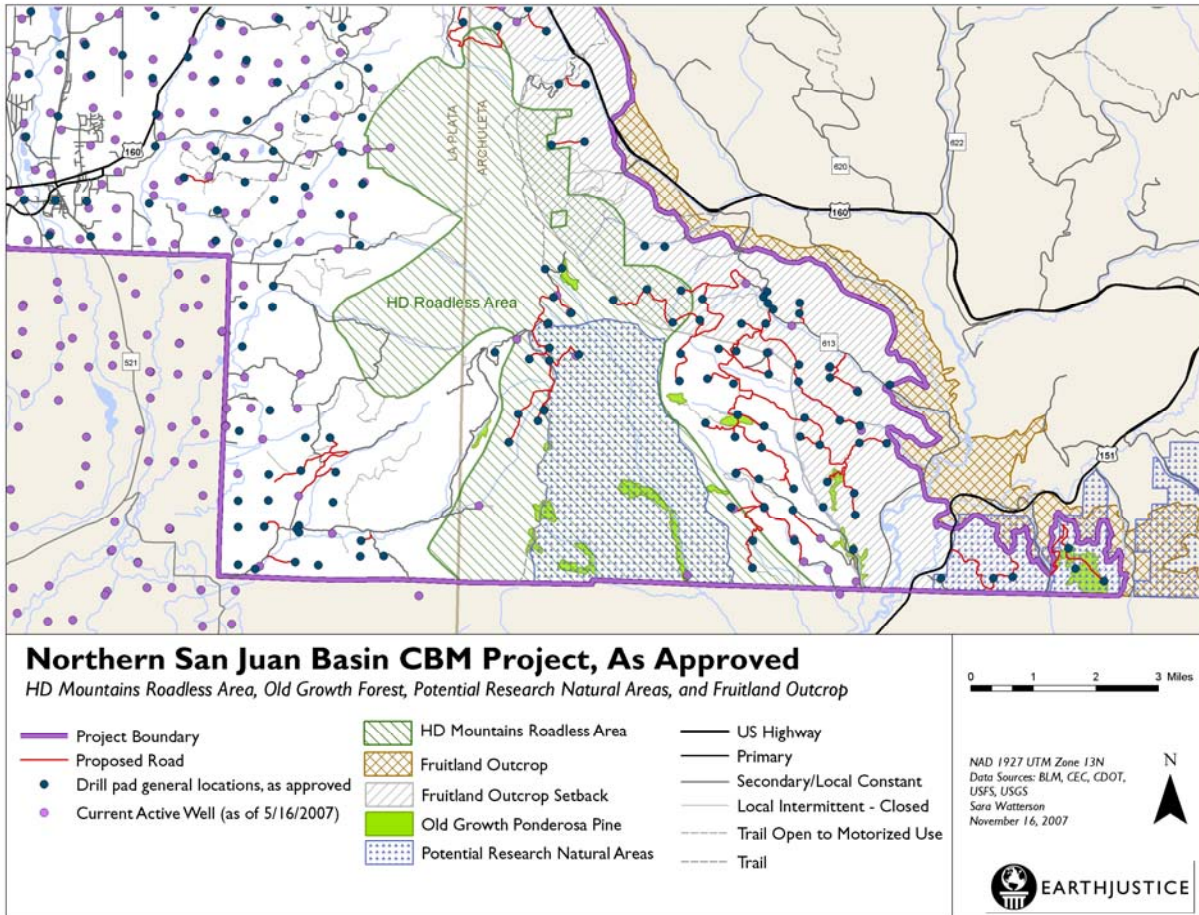 160
LA PLATA
ARCHULETA
622
620
160
HD Roadless Area
613
521
151
Northern San Juan Basin CBM Project, As Approved
HD Mountains Roadless Area, Old Growth Forest, Potential Research Natural Areas, and Fruitland Outcrop
Project Boundary
Proposed Road
Drill pad general locations, as approved
Current Active Well (as of 5/16/2007)
HD Mountains Roadless Area
Fruitland Outcrop
Fruitland Outcrop Setback
Old Growth Ponderosa Pine
Potential Research Natural Areas
US Highway
Primary
Secondary/Local Constant
Local Intermittent - Closed
Trail Open to Motorized Use
Trail
0 1 2 3 Miles
NAD 1927 UTM Zone 13N
Data Sources: BLM, CEC, CDOT,
USFS, USGS
Sara Watterson
November 16, 2007
N
EARTHJUSTICE